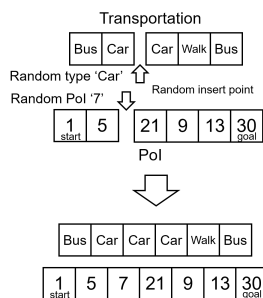 Transportation
Bus Car Car Walk Bus
Random type ‘Car’
Random PoI ‘7’
Random insert point
1 5 21 9 13 30
start goal
PoI
Bus Car Car Car Walk Bus
1 5 7 21 9 13 30
start goal